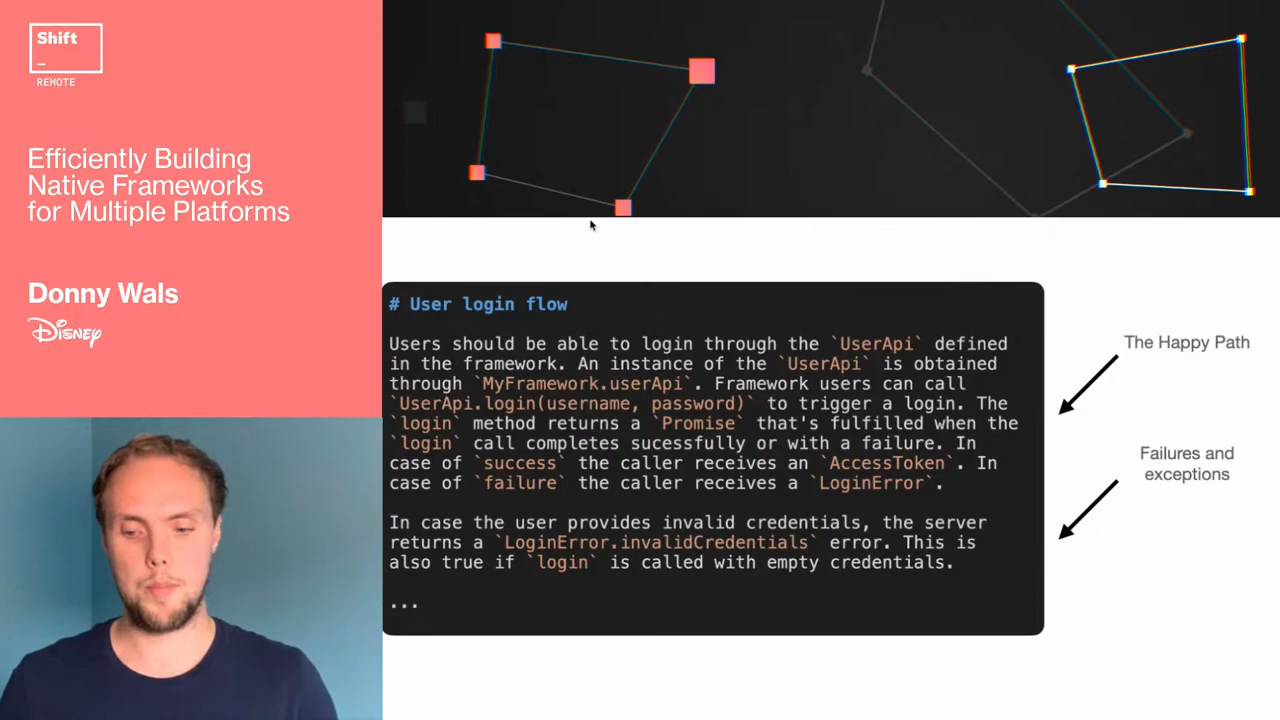 Shift
_
REMOTE
Efficiently Building
Native Frameworks
for Multiple Platforms
Donny Wals
Disney
# User login flow
Users should be able to login through the `UserApi` defined
in the framework. An instance of the `UserApi` is obtained
through `MyFramework.userApi`. Framework users can call
`UserApi.login(username, password)` to trigger a login. The
`login` method returns a `Promise` that's fulfilled when the
`login` call completes sucessfully or with a failure. In
case of `success` the caller receives an `AccessToken`. In
case of `failure` the caller receives a `LoginError`.
In case the user provides invalid credentials, the server
returns a `LoginError.invalidCredentials` error. This is
also true if `login` is called with empty credentials.
...
The Happy Path
Failures and
exceptions